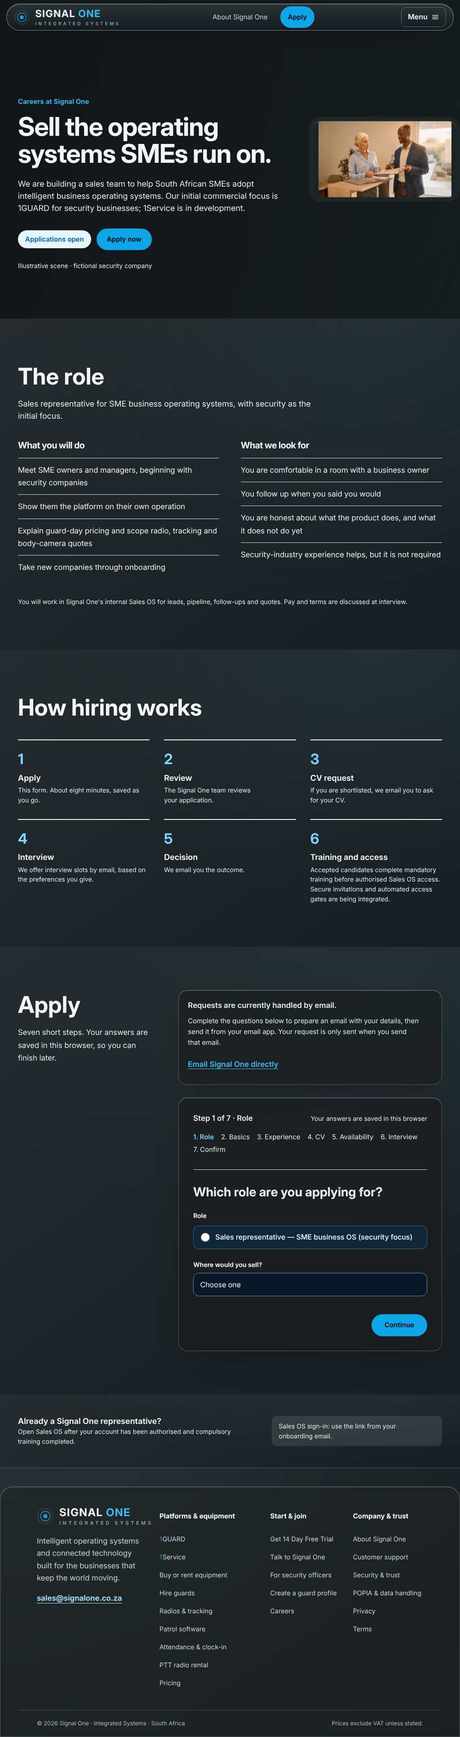 SIGNAL ONE
INTEGRATED SYSTEMS
About Signal One
Apply
Menu
Careers at Signal One
Sell the operating
systems SMEs run on.
We are building a sales team to help South African SMEs adopt
intelligent business operating systems. Our initial commercial focus is
1GUARD for security businesses; 1Service is in development.
Applications open
Apply now
Illustrative scene · fictional security company
The role
Sales representative for SME business operating systems, with security as the
initial focus.
What you will do
Meet SME owners and managers, beginning with
security companies
Show them the platform on their own operation
Explain guard-day pricing and scope radio, tracking and
body-camera quotes
Take new companies through onboarding
What we look for
You are comfortable in a room with a business owner
You follow up when you said you would
You are honest about what the product does, and what
it does not do yet
Security-industry experience helps, but it is not required
You will work in Signal One's internal Sales OS for leads, pipeline, follow-ups and quotes. Pay and terms are discussed at interview.
How hiring works
1
Apply
This form. About eight minutes, saved as
you go.
2
Review
The Signal One team reviews
your application.
3
CV request
If you are shortlisted, we email you to ask
for your CV.
4
Interview
We offer interview slots by email, based on
the preferences you give.
5
Decision
We email you the outcome.
6
Training and access
Accepted candidates complete mandatory
training before authorised Sales OS access.
Secure invitations and automated access
gates are being integrated.
Apply
Seven short steps. Your answers are
saved in this browser, so you can
finish later.
Requests are currently handled by email.
Complete the questions below to prepare an email with your details, then
send it from your email app. Your request is only sent when you send
that email.
Email Signal One directly
Step 1 of 7 · Role
Your answers are saved in this browser
1. Role 2. Basics 3. Experience 4. CV 5. Availability 6. Interview
7. Confirm
Which role are you applying for?
Role
Sales representative — SME business OS (security focus)
Where would you sell?
Choose one
Continue
Already a Signal One representative?
Open Sales OS after your account has been authorised and compulsory
training completed.
Sales OS sign-in: use the link from your
onboarding email.
SIGNAL ONE
INTEGRATED SYSTEMS
Intelligent operating systems
and connected technology
built for the businesses that
keep the world moving.
sales@signalone.co.za
Platforms & equipment
1GUARD
1Service
Buy or rent equipment
Hire guards
Radios & tracking
Patrol software
Attendance & clock-in
PTT radio rental
Pricing
Start & join
Get 14 Day Free Trial
Talk to Signal One
For security officers
Create a guard profile
Careers
Company & trust
About Signal One
Customer support
Security & trust
POPIA & data handling
Privacy
Terms
© 2026 Signal One · Integrated Systems · South Africa
Prices exclude VAT unless stated.